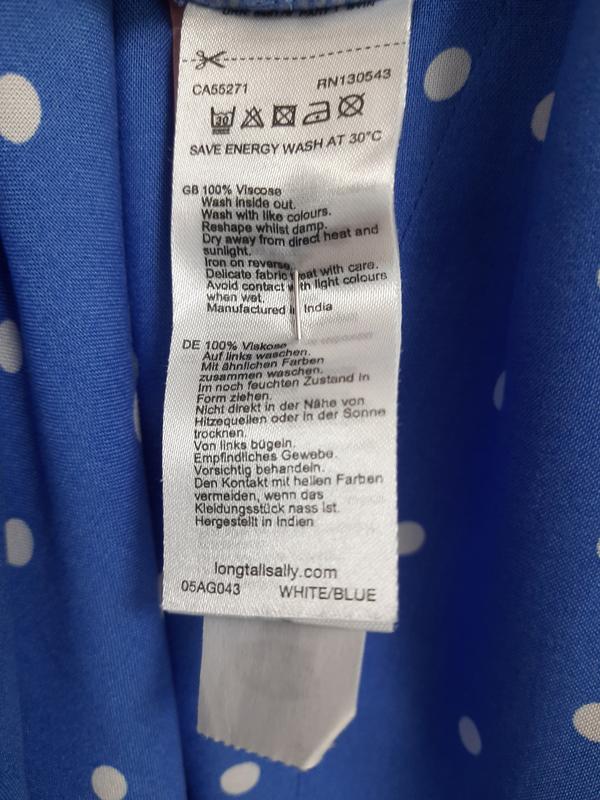 CA55271 RN130543
30
SAVE ENERGY WASH AT 30°C
GB 100% Viscose
Wash inside out.
Wash with like colours.
Reshape whilst damp.
Dry away from direct heat and
sunlight.
Iron on reverse
Delicate fabric eat with care.
Avoid contact with light colours
when wet.
Manufactured in India
DE 100% Viskose
Auf links waschen.
Mit ähnlichen Farben
zusammen waschen.
Im noch feuchten Zustand in
Form ziehen.
Nicht direkt in der Nähe von
Hitzequellen oder in der Sonne
trocknen.
Von links bügeln.
Empfindliches Gewebe.
Vorsichtig behandeln.
Den Kontakt mit hellen Farben
vermeiden, wenn das
Kleidungsstück nass ist.
Hergestellt in Indien
longtallsally.com
05AG043 WHITE/BLUE